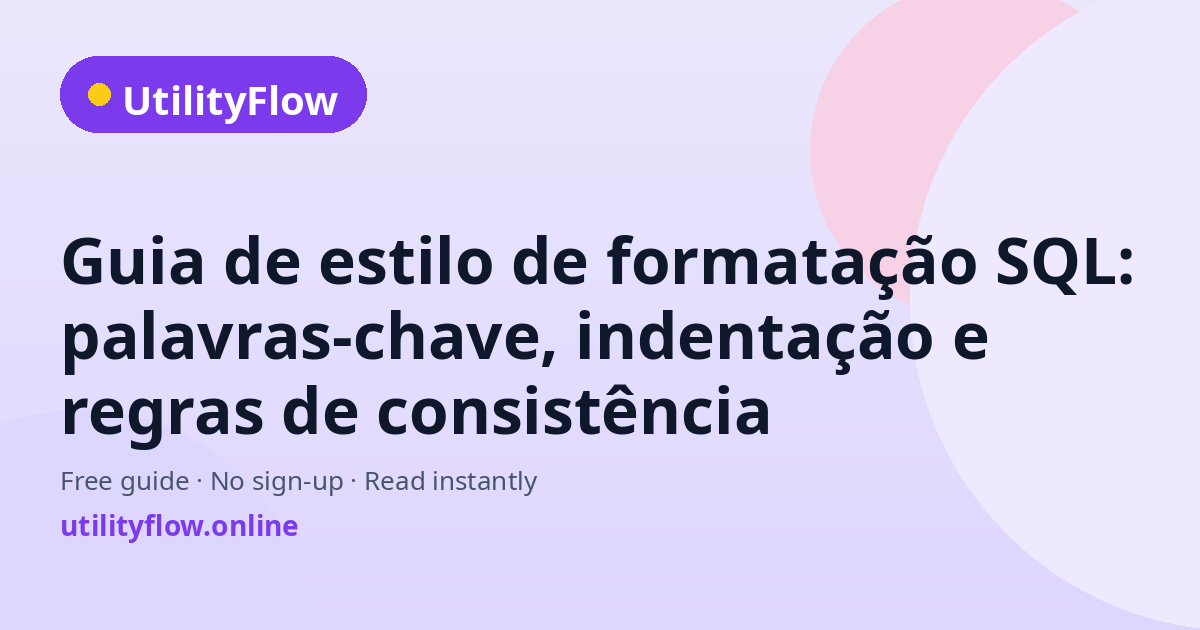 UtilityFlow
Guia de estilo de formatação SQL:
palavras-chave, indentação e
regras de consistência
Free guide · No sign-up · Read instantly
utilityflow.online